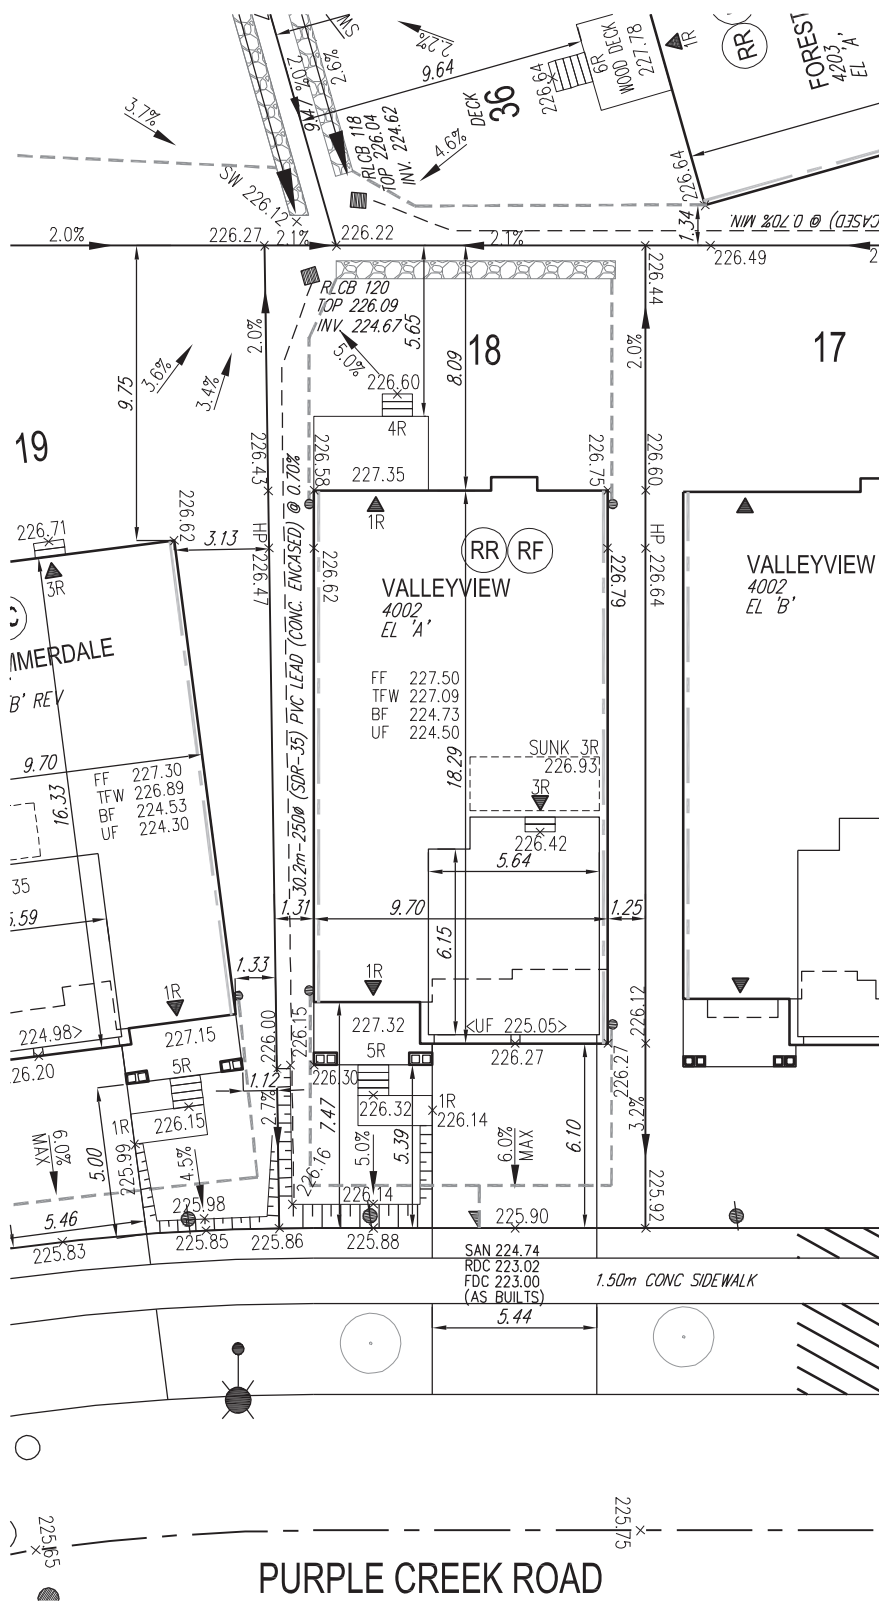 SW
2.0%
2.6%
9.47
2.2%
9.64
36
DECK
226.64
6R
WOOD DECK
227.78
1R
RR
FOREST
4203
EL 'A'
3.7%
RLCB 118
TOP 226.04
INV. 224.62
4.6%
226.64
SW 226.12
1.34
CASED) @ 0.70% MIN.
2.0%
226.27
2.1%
226.22
2.1%
226.49
2
226.44
RLCB 120
TOP 226.09
INV. 224.67
5.65
8.09
18
17
2.0%
2.0%
9.75
3.6%
3.4%
5.0%
226.60
4R
19
226.43
226.58
227.35
226.75
226.60
226.71
3R
226.62
3.13
HP 226.47
226.62
1R
RR
RF
VALLEYVIEW
4002
EL 'A'
226.79
HP 226.64
VALLEYVIEW
4002
EL 'B'
C
MMERDALE
'B' REV
FF 227.50
TFW 227.09
BF 224.73
UF 224.50
30.2m-250ø (SDR-35) PVC LEAD (CONC. ENCASED) @ 0.70%
18.29
SUNK 3R
226.93
3R
226.42
9.70
16.33
FF 227.30
TFW 226.89
BF 224.53
UF 224.30
5.64
35
5.59
1.31
9.70
1.25
6.15
1.33
1R
1R
224.98>
227.15
226.00
226.15
227.32
<UF 225.05>
226.12
26.20
5R
5R
226.30
226.27
226.27
1.12
2.7%
7.47
226.32
1R
226.14
3.2%
6.0%
MAX
5.00
1R
225.99
226.15
4.5%
226.16
5.0%
5.39
6.0%
MAX
6.10
225.98
226.14
225.92
5.46
225.83
225.85
225.86
225.88
225.90
SAN 224.74
RDC 223.02
FDC 223.00
(AS BUILTS)
1.50m CONC SIDEWALK
5.44
225.65
225.75
PURPLE CREEK ROAD